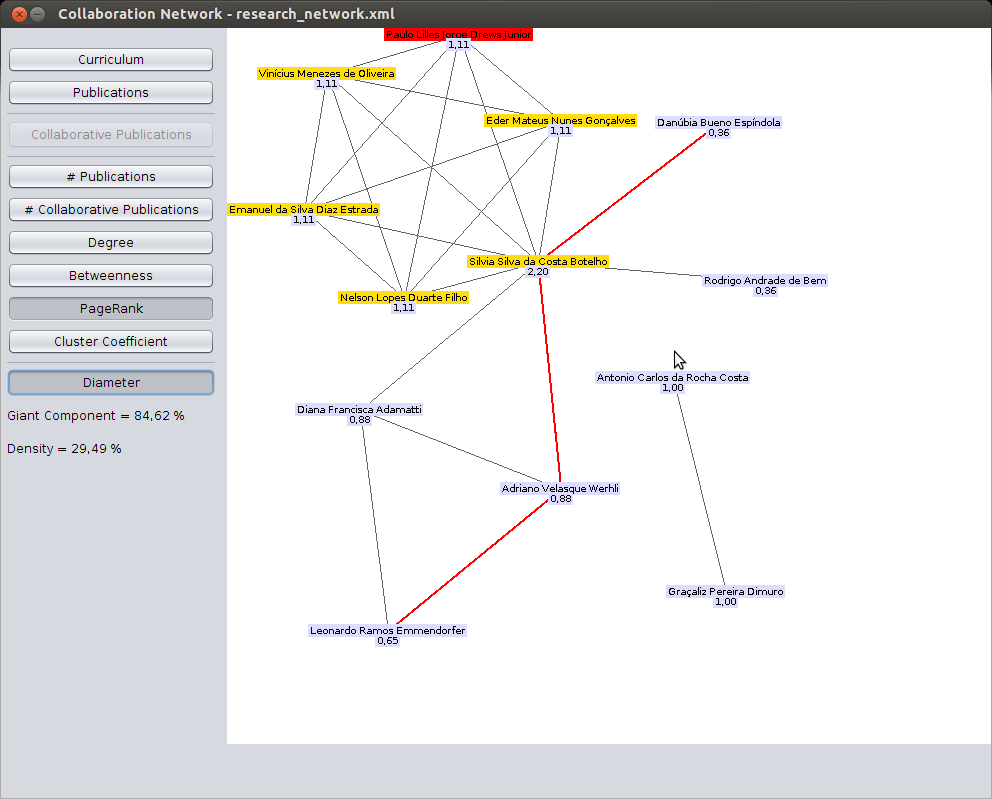 Collaboration Network - research_network.xml
Curriculum
Publications
Collaborative Publications
# Publications
# Collaborative Publications
Degree
Betweenness
PageRank
Cluster Coefficient
Diameter
Giant Component = 84,62 %
Density = 29,49 %
Paulo Lilles Jorge Drews Junior
1,11
Vinícius Menezes de Oliveira
1,11
Eder Mateus Nunes Gonçalves
1,11
Danúbia Bueno Espíndola
0,36
Emanuel da Silva Diaz Estrada
1,11
Silvia Silva da Costa Botelho
2,20
Rodrigo Andrade de Bem
0,36
Nelson Lopes Duarte Filho
1,11
Antonio Carlos da Rocha Costa
1,00
Diana Francisca Adamatti
0,88
Adriano Velasque Werhli
0,88
Graçaliz Pereira Dimuro
1,00
Leonardo Ramos Emmendorfer
0,65